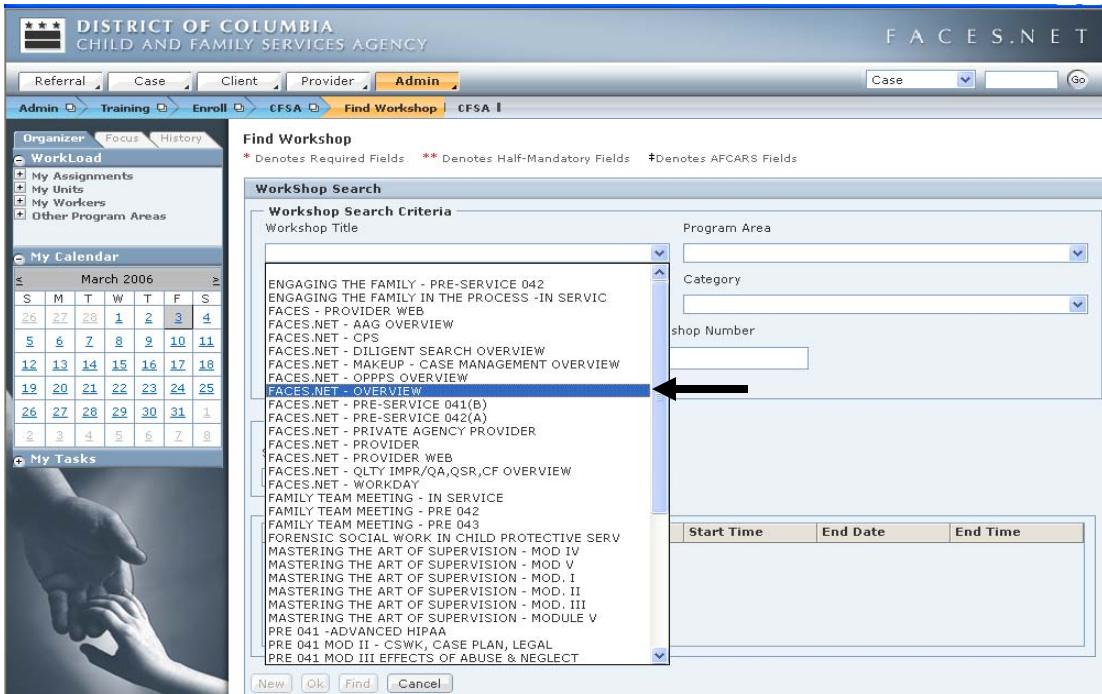 DISTRICT OF COLUMBIA
CHILD AND FAMILY SERVICES AGENCY
FACES.NET
Referral Case Client Provider Admin Case Go
Admin Training Enroll CFSA Find Workshop CFSA
Organizer Focus History
WorkLoad
My Assignments
My Units
My Workers
Other Program Areas
My Calendar
< March 2006 >
S M T W T F S
26 27 28 1 2 3 4
5 6 7 8 9 10 11
12 13 14 15 16 17 18
19 20 21 22 23 24 25
26 27 28 29 30 31 1
2 3 4 5 6 7 8
My Tasks
Find Workshop
* Denotes Required Fields ** Denotes Half-Mandatory Fields ‡Denotes AFCARS Fields
WorkShop Search
Workshop Search Criteria
Workshop Title Program Area
Category
shop Number
ENGAGING THE FAMILY - PRE-SERVICE 042
ENGAGING THE FAMILY IN THE PROCESS -IN SERVIC
FACES - PROVIDER WEB
FACES.NET - AAG OVERVIEW
FACES.NET - CPS
FACES.NET - DILIGENT SEARCH OVERVIEW
FACES.NET - MAKEUP - CASE MANAGEMENT OVERVIEW
FACES.NET - OPPPS OVERVIEW
FACES.NET - OVERVIEW
FACES.NET - PRE-SERVICE 041(B)
FACES.NET - PRE-SERVICE 042(A)
FACES.NET - PRIVATE AGENCY PROVIDER
FACES.NET - PROVIDER
FACES.NET - PROVIDER WEB
FACES.NET - QLTY IMPR/QA,QSR,CF OVERVIEW
FACES.NET - WORKDAY
FAMILY TEAM MEETING - IN SERVICE
FAMILY TEAM MEETING - PRE 042
FAMILY TEAM MEETING - PRE 043
FORENSIC SOCIAL WORK IN CHILD PROTECTIVE SERV
MASTERING THE ART OF SUPERVISION - MOD IV
MASTERING THE ART OF SUPERVISION - MOD V
MASTERING THE ART OF SUPERVISION - MOD. I
MASTERING THE ART OF SUPERVISION - MOD. II
MASTERING THE ART OF SUPERVISION - MOD. III
MASTERING THE ART OF SUPERVISION - MODULE V
PRE 041 -ADVANCED HIPAA
PRE 041 MOD II - CSWK, CASE PLAN, LEGAL
PRE 041 MOD III EFFECTS OF ABUSE & NEGLECT
Start Time End Date End Time
New Ok Find Cancel